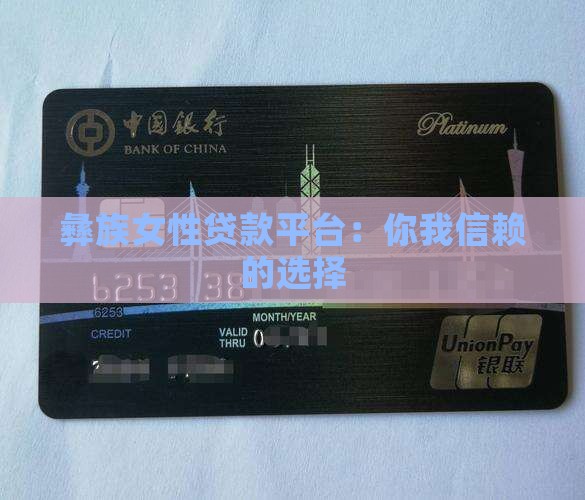 中国银行
BANK OF CHINA
Platinum
彝族女性贷款平台：你我信赖
的选择
6253 38
6253
MONTH/YEAR
CREDIT
VALID
THRU
UnionPay
银联